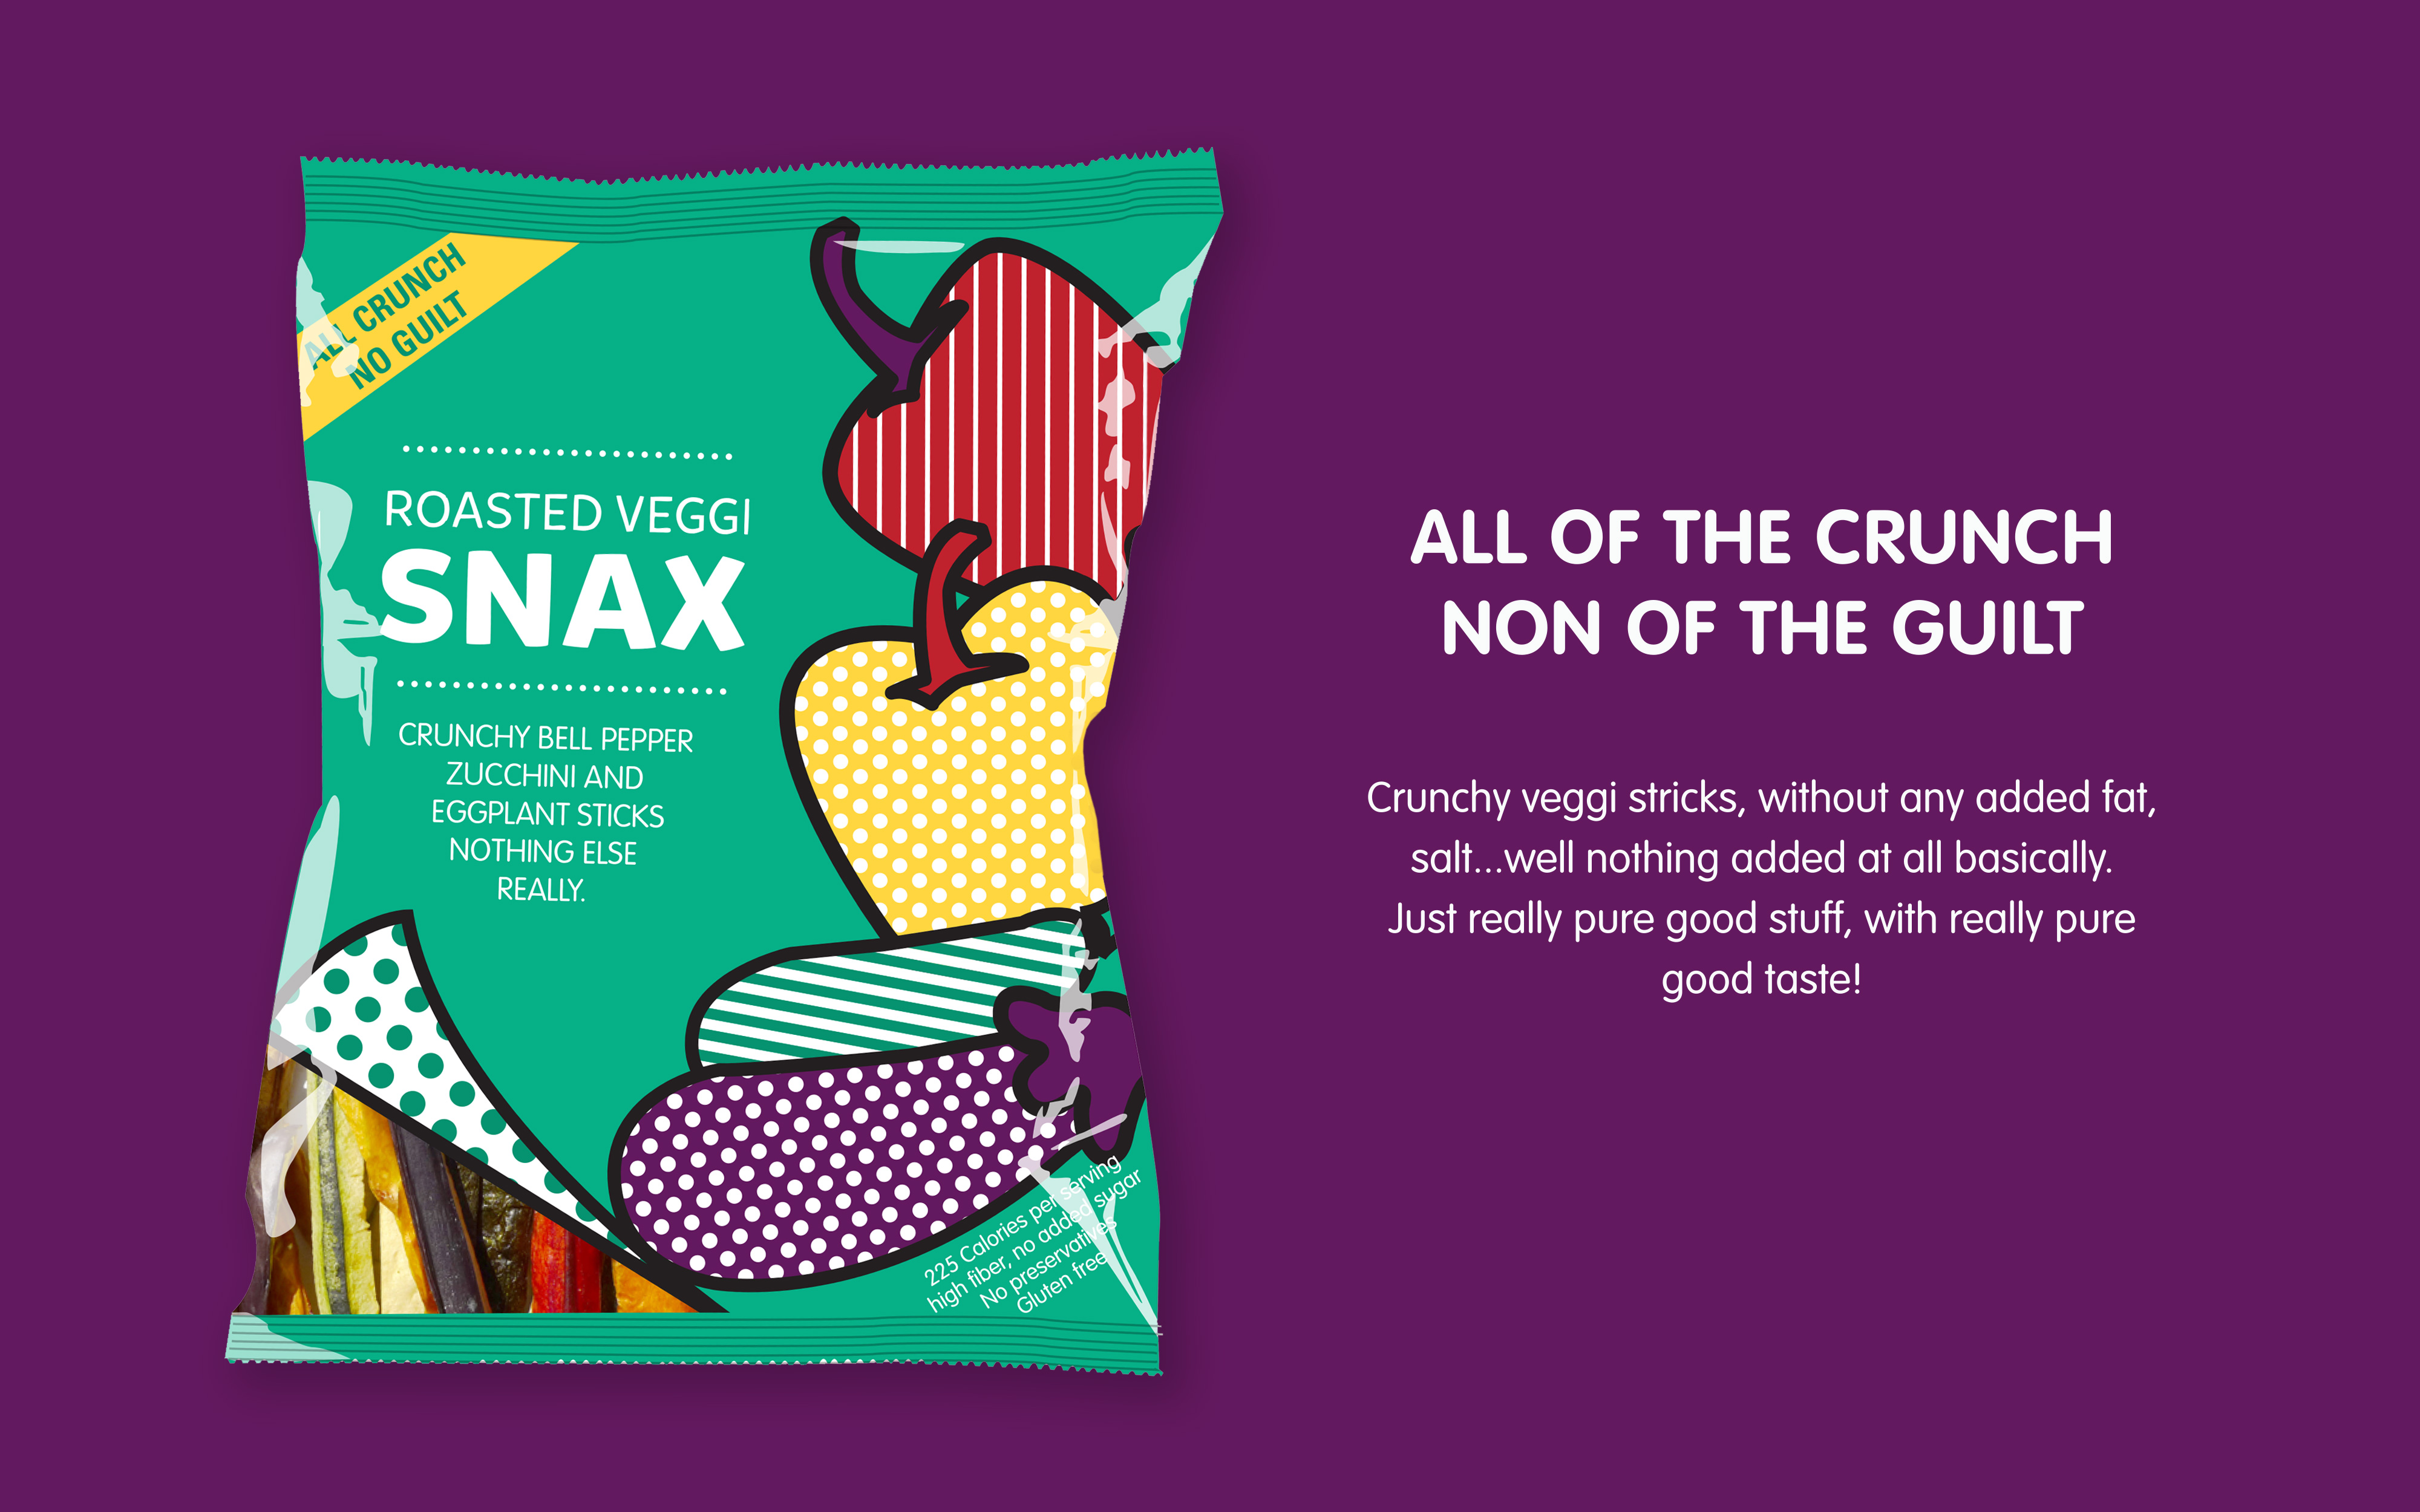 ALL CRUNCH
NO GUILT
ROASTED VEGGI
SNAX
CRUNCHY BELL PEPPER
ZUCCHINI AND
EGGPLANT STICKS
NOTHING ELSE
REALLY.
225 Calories per serving
high fiber, no added sugar
No preservatives
Gluten free
ALL OF THE CRUNCH
NON OF THE GUILT
Crunchy veggi stricks, without any added fat,
salt...well nothing added at all basically.
Just really pure good stuff, with really pure
good taste!